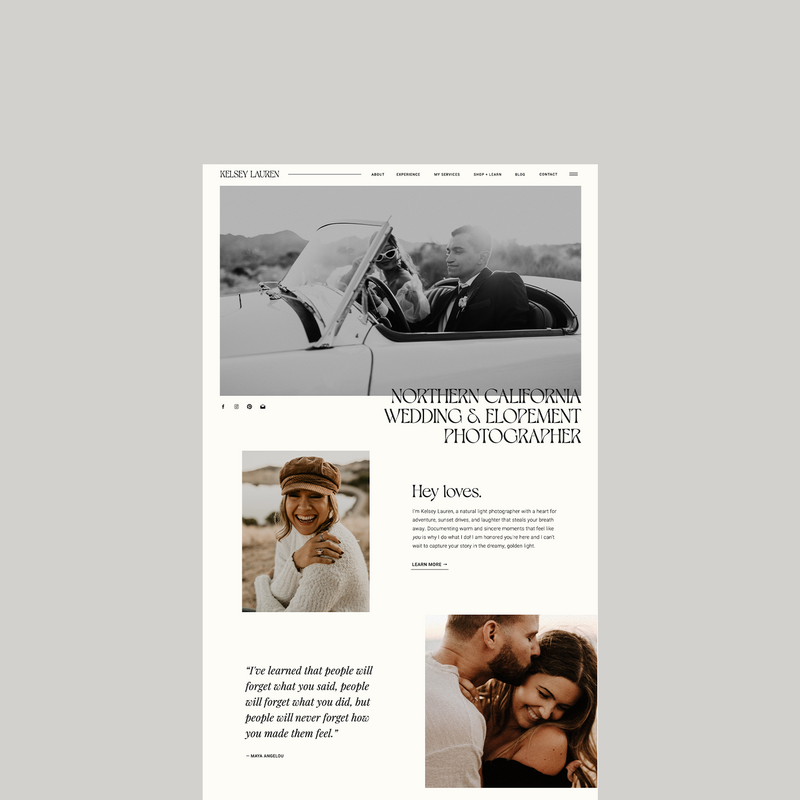 KELSEY LAUREN
ABOUT EXPERIENCE MY SERVICES SHOP + LEARN BLOG CONTACT
NORTHERN CALIFORNIA
WEDDING & ELOPEMENT
PHOTOGRAPHER
Hey loves.
I'm Kelsey Lauren, a natural light photographer with a heart for
adventure, sunset drives, and laughter that steals your breath
away. Documenting warm and sincere moments that feel like
you is why I do what I do! I am honored you're here and I can't
wait to capture your story in the dreamy, golden light.
LEARN MORE →
“I've learned that people will
forget what you said, people
will forget what you did, but
people will never forget how
you made them feel.”
– MAYA ANGELOU